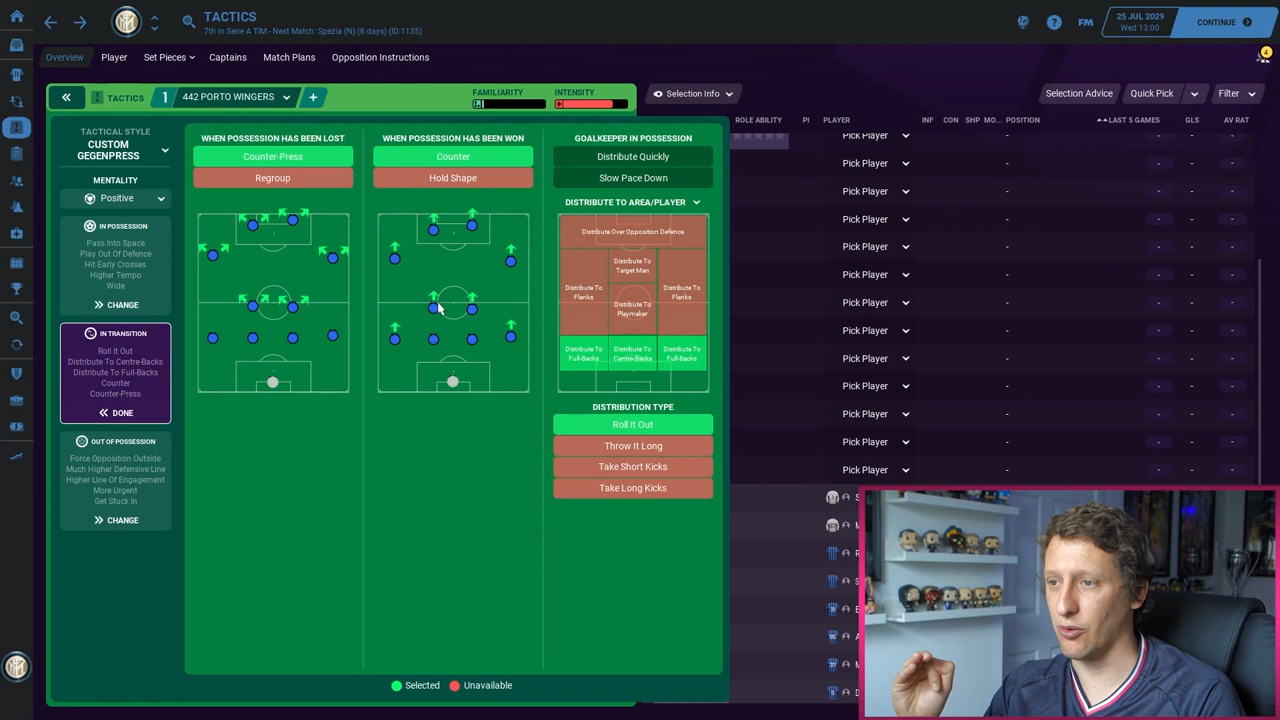 TACTICS
7th in Serie A TIM - Next Match: Spezia (N) (8 days) (ID:1135)
FM
25 JUL 2029
Wed 13:00
CONTINUE
4
Overview
Player
Set Pieces
Captains
Match Plans
Opposition Instructions
TACTICS
1
442 PORTO WINGERS
FAMILIARITY
INTENSITY
Selection Info
Selection Advice
Quick Pick
Filter
ROLE ABILITY
PI
PLAYER
INF
CON
SHP
MO...
POSITION
LAST 5 GAMES
GLS
AV RAT
TACTICAL STYLE
CUSTOM
GEGENPRESS
MENTALITY
Positive
IN POSSESSION
Pass Into Space
Play Out Of Defence
Hit Early Crosses
Higher Tempo
Wide
CHANGE
IN TRANSITION
Roll It Out
Distribute To Centre-Backs
Distribute To Full-Backs
Counter
Counter-Press
DONE
OUT OF POSSESSION
Force Opposition Outside
Much Higher Defensive Line
Higher Line Of Engagement
More Urgent
Get Stuck In
CHANGE
WHEN POSSESSION HAS BEEN LOST
Counter-Press
Regroup
WHEN POSSESSION HAS BEEN WON
Counter
Hold Shape
GOALKEEPER IN POSSESSION
Distribute Quickly
Slow Pace Down
DISTRIBUTE TO AREA/PLAYER
Distribute Over Opposition Defence
Distribute To
Target Man
Distribute To
Flanks
Distribute To
Playmaker
Distribute To
Flanks
Distribute To
Full-Backs
Distribute To
Centre-Backs
Distribute To
Full-Backs
DISTRIBUTION TYPE
Roll It Out
Throw It Long
Take Short Kicks
Take Long Kicks
Selected
Unavailable
Pick Player - - - -
Pick Player - - - -
Pick Player - - - -
Pick Player - - - -
Pick Player - - - -
Pick Player - - - -
Pick Player - - - -
Pick Player - - - -
Pick Player - - - -
Pick Player - - - -
Pick Player - - - -
Pick Player - - - -
Pick Player - - - -